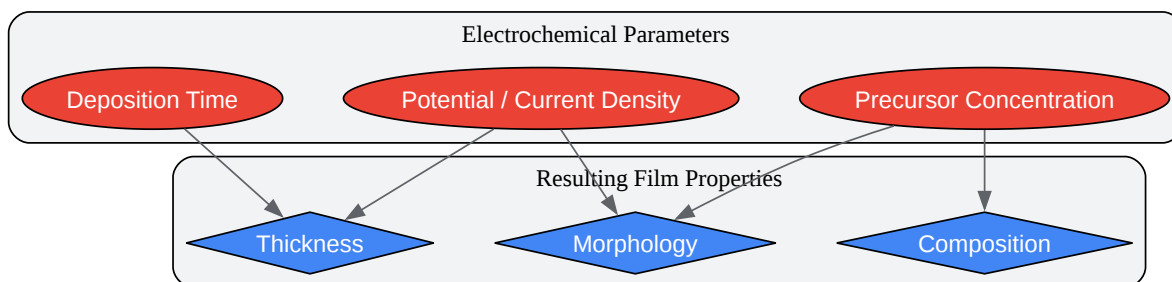 Electrochemical Parameters
Deposition Time
Potential / Current Density
Precursor Concentration
Resulting Film Properties
Thickness
Morphology
Composition